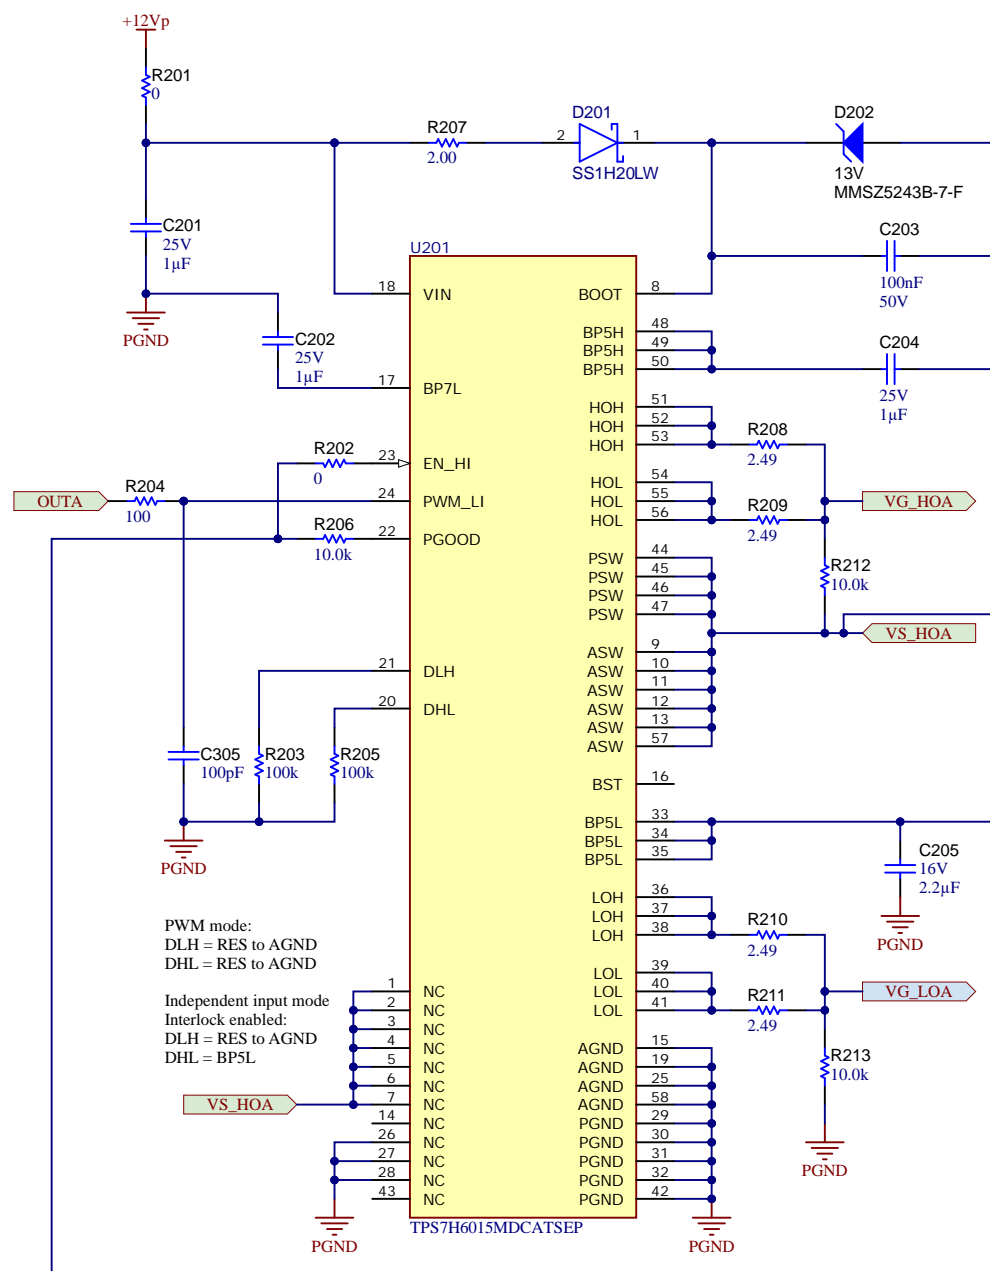 +12Vp
R201
0
R207
2.00
D201
2
1
SS1H20LW
D202
13V
MMSZ5243B-7-F
C201
25V
1µF
PGND
C202
25V
1µF
C203
100nF
50V
C204
25V
1µF
U201
18 VIN
17 BP7L
23 EN_HI
24 PWM_LI
22 PGOOD
21 DLH
20 DHL
BOOT 8
BP5H 48
BP5H 49
BP5H 50
HOH 51
HOH 52
HOH 53
HOL 54
HOL 55
HOL 56
PSW 44
PSW 45
PSW 46
PSW 47
ASW 9
ASW 10
ASW 11
ASW 12
ASW 13
ASW 57
BST 16
BP5L 33
BP5L 34
BP5L 35
LOH 36
LOH 37
LOH 38
LOL 39
LOL 40
LOL 41
AGND 15
AGND 19
AGND 25
AGND 58
PGND 29
PGND 30
PGND 31
PGND 32
PGND 42
1 NC
2 NC
3 NC
4 NC
5 NC
6 NC
7 NC
14 NC
26 NC
27 NC
28 NC
43 NC
TPS7H6015MDCATSEP
R202
0
OUTA
R204
100
R206
10.0k
C305
100pF
R203
100k
R205
100k
PGND
R208
2.49
R209
2.49
VG_HOA
R212
10.0k
VS_HOA
C205
16V
2.2µF
PGND
R210
2.49
R211
2.49
VG_LOA
R213
10.0k
PGND
PWM mode:
DLH = RES to AGND
DHL = RES to AGND
Independent input mode
Interlock enabled:
DLH = RES to AGND
DHL = BP5L
VS_HOA
PGND
PGND